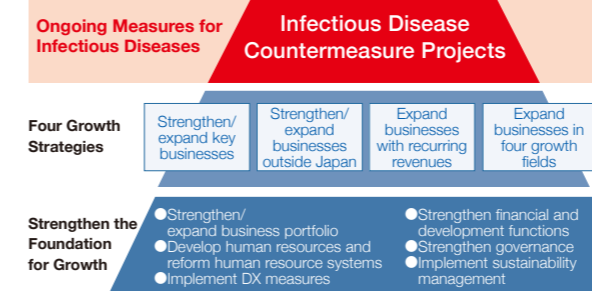 Ongoing Measures for
Infectious Diseases
Infectious Disease
Countermeasure Projects
Four Growth
Strategies
Strengthen/
expand key
businesses
Strengthen/
expand
businesses
outside Japan
Expand
businesses
with recurring
revenues
Expand
businesses in
four growth
fields
Strengthen the
Foundation
for Growth
●Strengthen/
expand business portfolio
●Develop human resources and
reform human resource systems
●Implement DX measures
●Strengthen financial and
development functions
●Strengthen governance
●Implement sustainability
management